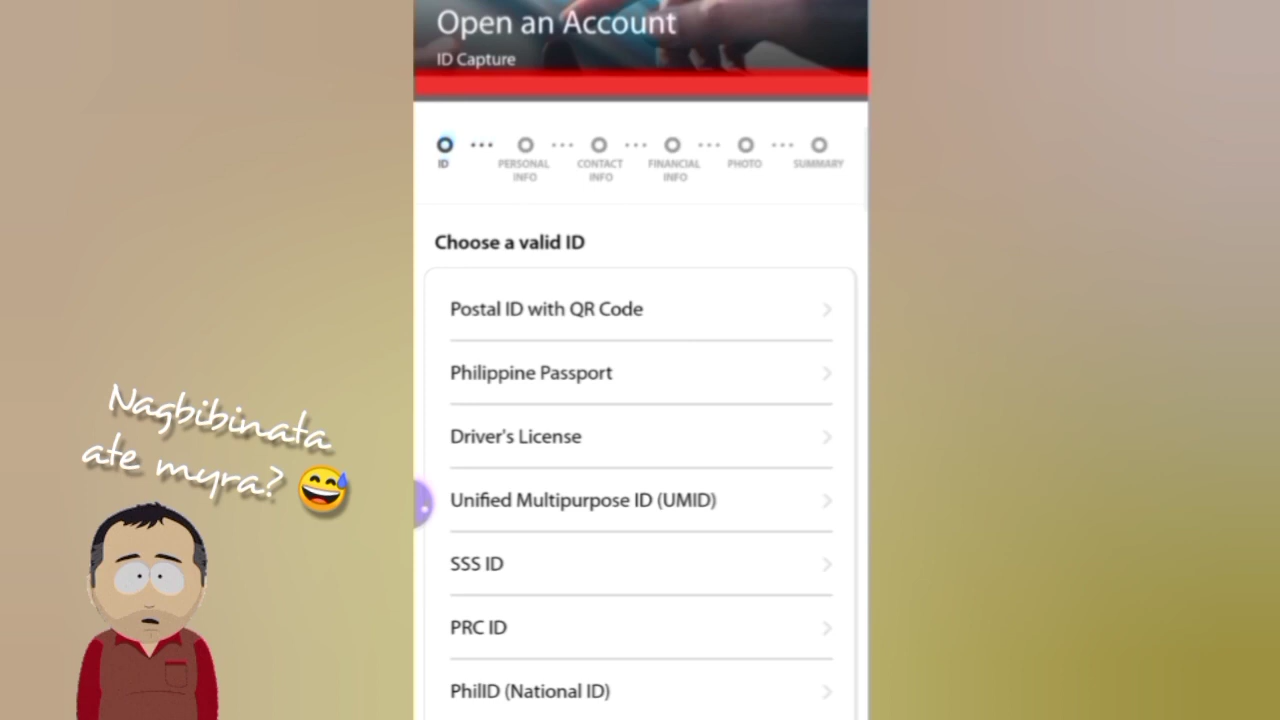 Open an Account
ID Capture
ID
PERSONAL INFO
CONTACT INFO
FINANCIAL INFO
PHOTO
SUMMARY
Choose a valid ID
Postal ID with QR Code
Philippine Passport
Driver's License
Unified Multipurpose ID (UMID)
SSS ID
PRC ID
PhilID (National ID)
Nagbibinata
ate myra? 😅